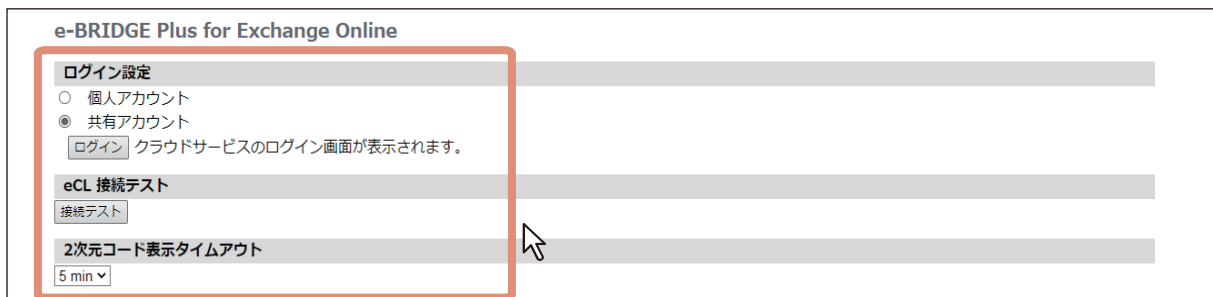 e-BRIDGE Plus for Exchange Online
ログイン設定
個人アカウント
共有アカウント
ログイン クラウドサービスのログイン画面が表示されます。
eCL 接続テスト
接続テスト
2次元コード表示タイムアウト
5 min